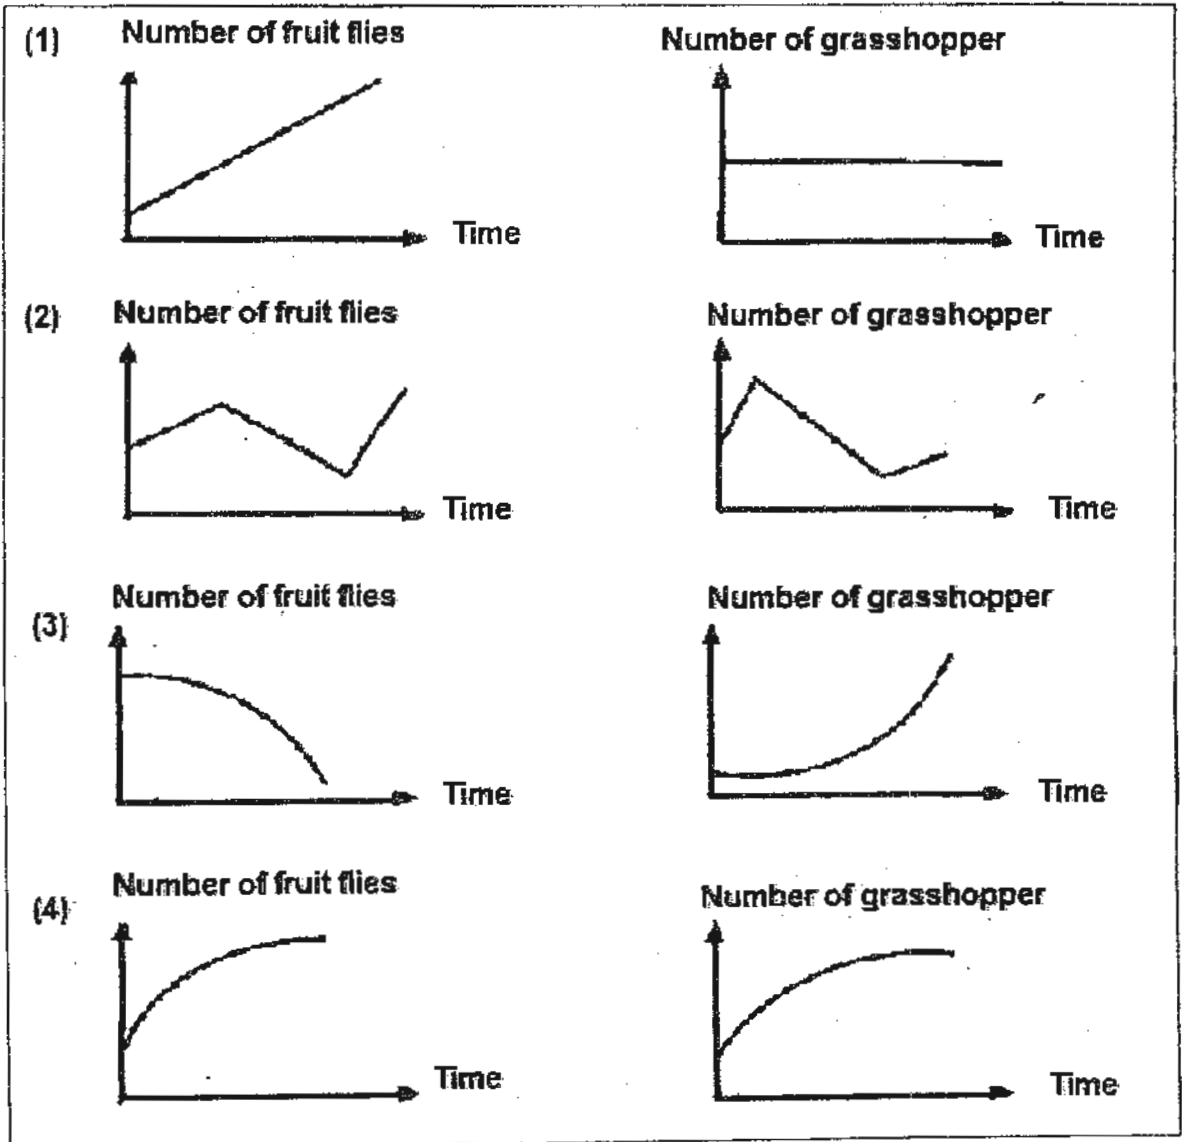 (1) Number of fruit flies Number of grasshopper
Time Time
(2) Number of fruit flies Number of grasshopper
Time Time
(3) Number of fruit flies Number of grasshopper
Time Time
(4) Number of fruit flies Number of grasshopper
Time Time